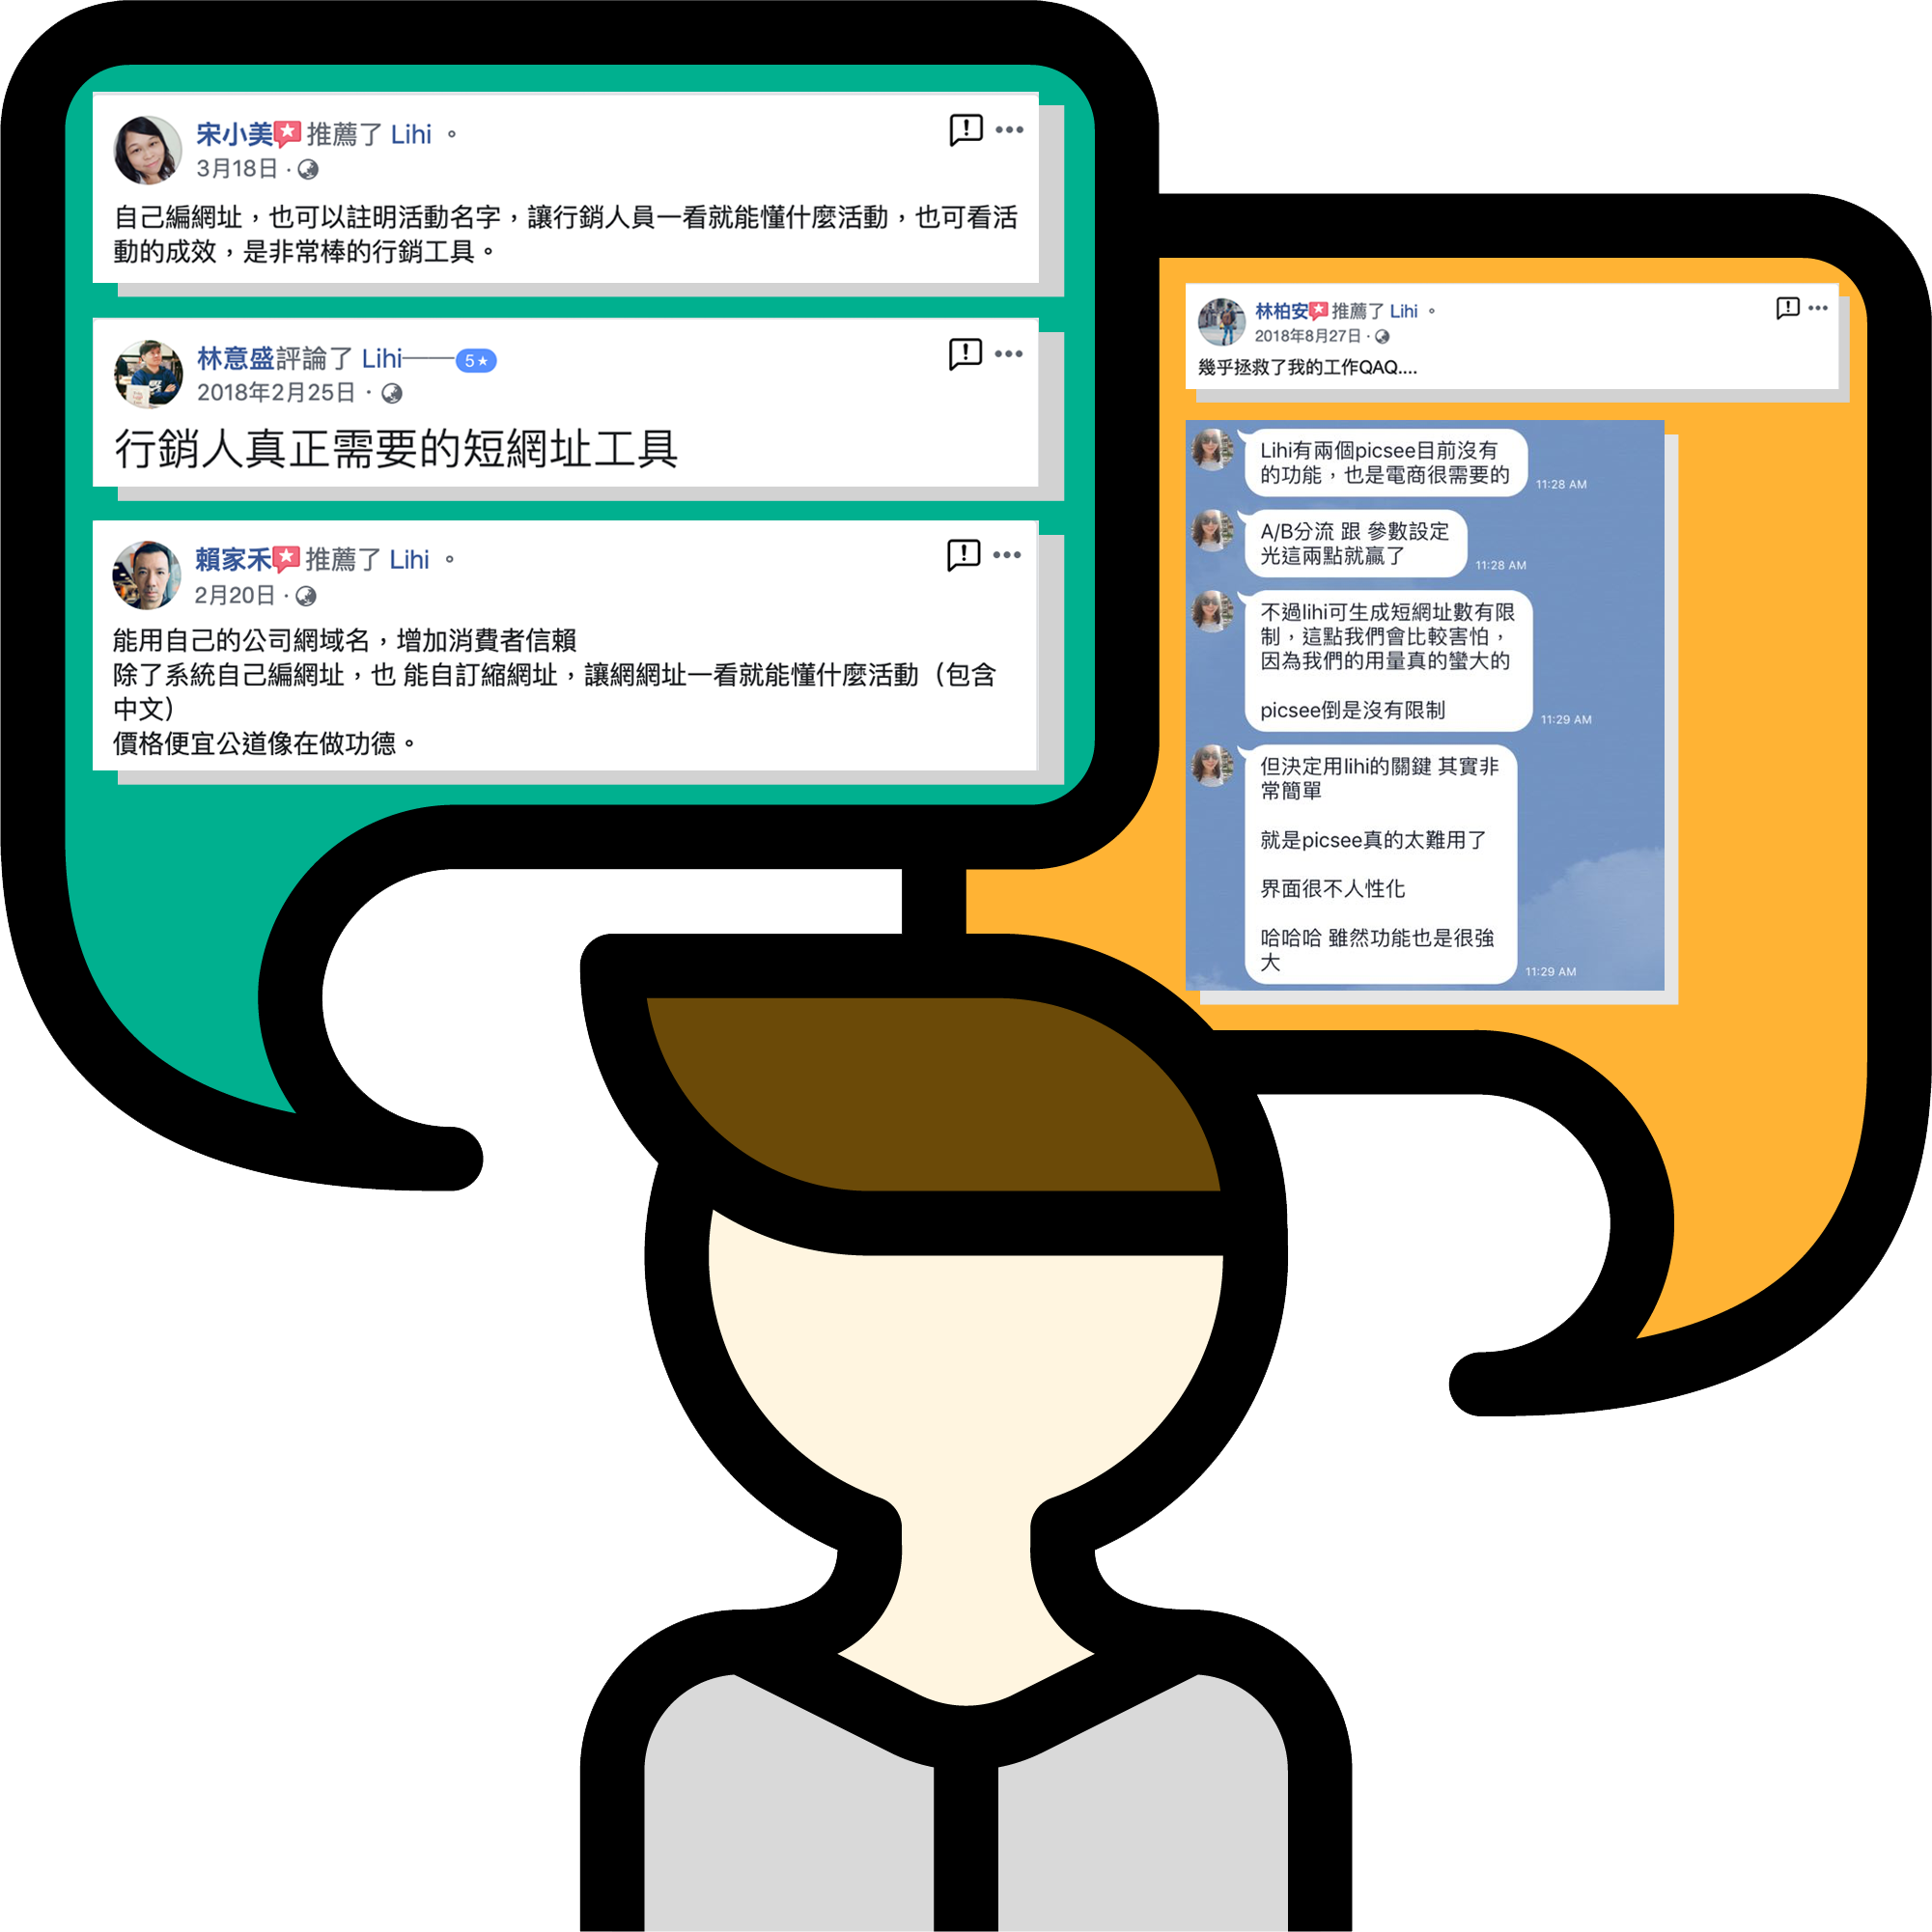 宋小美 推薦了 Lihi 。
3月18日 ·
自己編網址，也可以註明活動名字，讓行銷人員一看就能懂什麼活動，也可看活
動的成效，是非常棒的行銷工具。
林意盛評論了 Lihi——5★
2018年2月25日 ·
行銷人真正需要的短網址工具
賴家禾 推薦了 Lihi 。
2月20日 ·
能用自己的公司網域名，增加消費者信賴
除了系統自己編網址，也 能自訂縮網址，讓網網址一看就能懂什麼活動（包含
中文）
價格便宜公道像在做功德。
林柏安 推薦了 Lihi 。
2018年8月27日 ·
幾乎拯救了我的工作QAQ....
Lihi有兩個picsee目前沒有
的功能，也是電商很需要的
11:28 AM
A/B分流 跟 參數設定
光這兩點就贏了
11:28 AM
不過lihi可生成短網址數有限
制，這點我們會比較害怕，
因為我們的用量真的蠻大的
picsee倒是沒有限制
11:29 AM
但決定用lihi的關鍵 其實非
常簡單
就是picsee真的太難用了
界面很不人性化
哈哈哈 雖然功能也是很強
大
11:29 AM